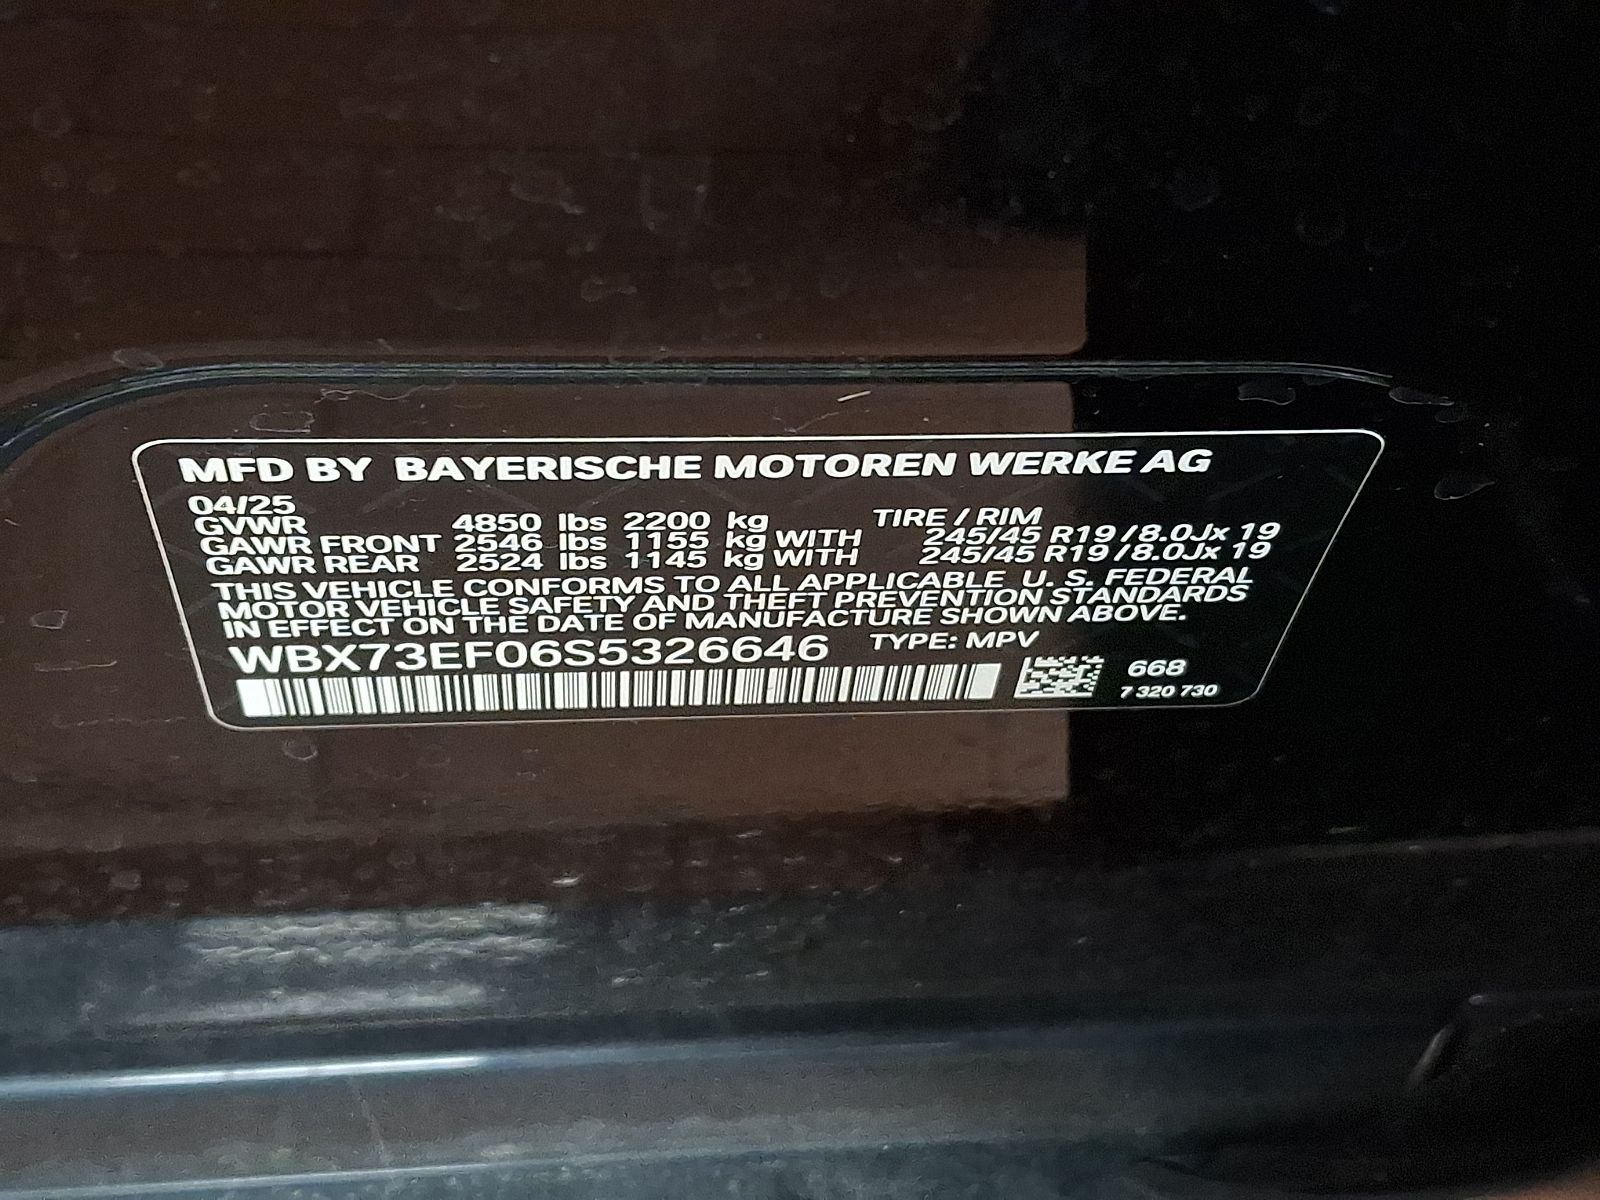 MFD BY BAYERISCHE MOTOREN WERKE AG
04/25
GVWR 4850 lbs 2200 kg TIRE / RIM
GAWR FRONT 2546 lbs 1155 kg WITH 245/45 R19 / 8.0Jx 19
GAWR REAR 2524 lbs 1145 kg WITH 245/45 R19 / 8.0Jx 19
THIS VEHICLE CONFORMS TO ALL APPLICABLE U. S. FEDERAL
MOTOR VEHICLE SAFETY AND THEFT PREVENTION STANDARDS
IN EFFECT ON THE DATE OF MANUFACTURE SHOWN ABOVE.
WBX73EF06S5326646 TYPE: MPV
668
7 320 730